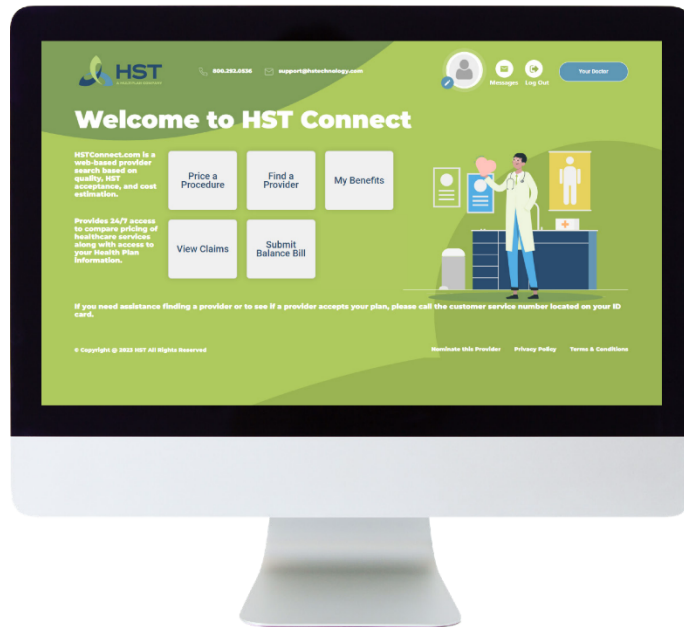 HST
800.293.0536
support@hstechnology.com
Messages
Log Out
Your Doctor
Welcome to HST Connect
HSTConnect.com is a
web-based provider
search based on
quality, HST
acceptance, and cost
estimation.
Provides 24/7 access
to compare pricing of
healthcare services
along with access to
your Health Plan
information.
Price a
Procedure
Find a
Provider
My Benefits
View Claims
Submit
Balance Bill
If you need assistance finding a provider or to see if a provider accepts your plan, please call the customer service number located on your ID
card.
© Copyright @ 2022 HST All Rights Reserved
Nominate this Provider
Privacy Policy
Terms & Conditions